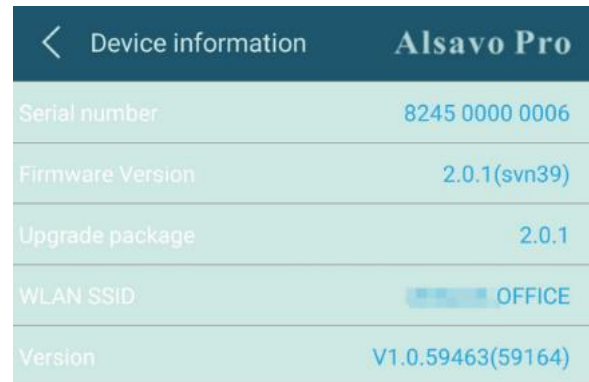 Device information Alsavo Pro
Serial number 8245 0000 0006
Firmware Version 2.0.1(svn39)
Upgrade package 2.0.1
WLAN SSID OFFICE
Version V1.0.59463(59164)